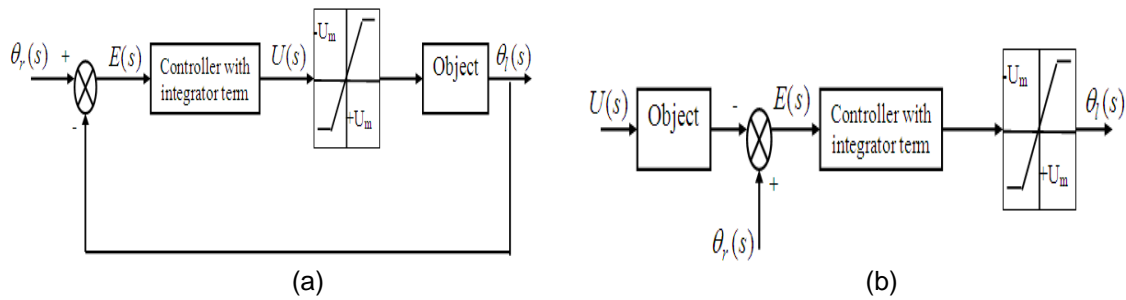 θᵣ(s) + E(s) Controller with integrator term U(s) -Uₘ +Uₘ Object θₗ(s)
-
(a)
U(s) Object - E(s) Controller with integrator term -Uₘ +Uₘ θₗ(s)
+
θᵣ(s)
(b)